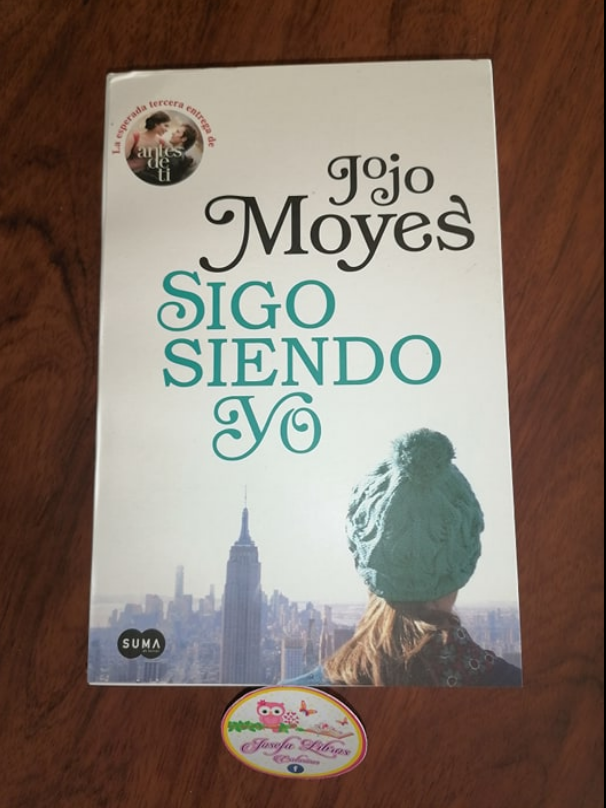 La esperada tercera entrega de
antes
de
ti
Jojo
Moyes
SIGO
SIENDO
YO
SUMA
Josefa Libros
f